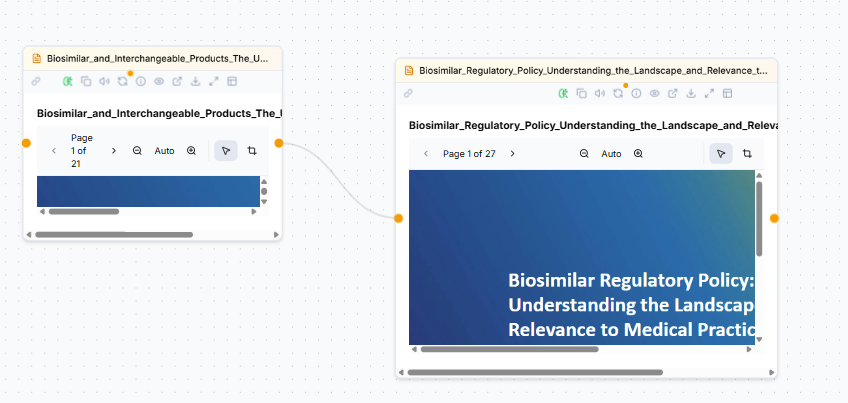 Biosimilar_and_Interchangeable_Products_The_U...
Biosimilar_and_Interchangeable_Products_The_U
Page
1 of
21
Auto
Biosimilar_Regulatory_Policy_Understanding_the_Landscape_and_Relevance_t...
Biosimilar_Regulatory_Policy_Understanding_the_Landscape_and_Releva
Page 1 of 27
Auto
Biosimilar Regulatory Policy:
Understanding the Landscap
Relevance to Medical Practic